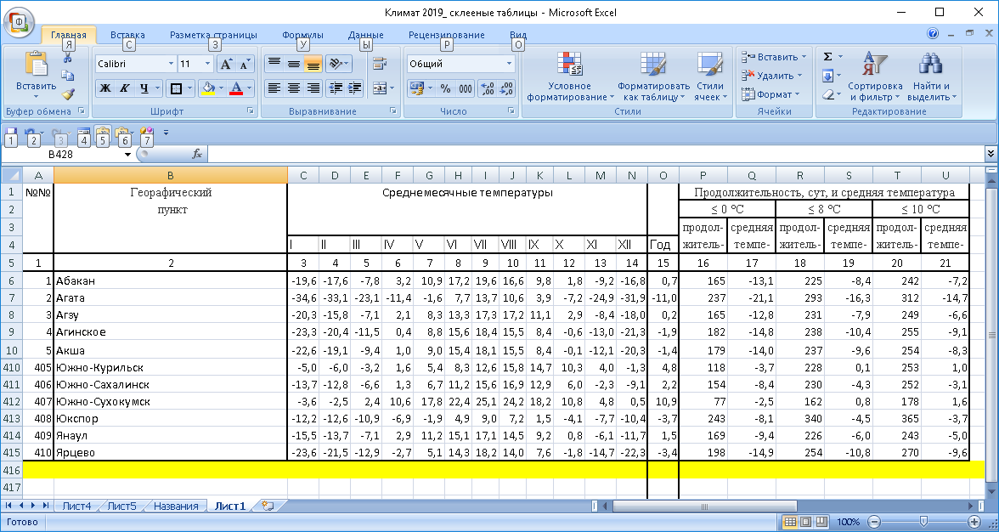 Климат 2019_ склееные таблицы - Microsoft Excel
Главная Вставка Разметка страницы Формулы Данные Рецензирование Вид
Я С З У Ы Р О
Вставить Calibri 11 Общий Условное форматирование Форматировать как таблицу Стили ячеек Вставить Удалить Формат Сортировка и фильтр Найти и выделить
Ж К Ч А % 000
Буфер обмена Шрифт Выравнивание Число Стили Ячейки Редактирование
1 2 3 4 5 6 7
B428 fx
A B C D E F G H I J K L M N O P Q R S T U
1 №№ Георафический Среднемесячные температуры Продолжительность, сут, и средняя температура
2 пункт ≤ 0 °C ≤ 8 °C ≤ 10 °C
3 продол- средняя продол- средняя продол- средняя
4 I II III IV V VI VII VIII IX X XI XII Год житель- темпе- житель- темпе- житель- темпе-
5 1 2 3 4 5 6 7 8 9 10 11 12 13 14 15 16 17 18 19 20 21
6 1 Абакан -19,6 -17,6 -7,8 3,2 10,9 17,2 19,6 16,6 9,8 1,8 -9,2 -16,8 0,7 165 -13,1 225 -8,4 242 -7,2
7 2 Агата -34,6 -33,1 -23,1 -11,4 -1,6 7,7 13,7 10,6 3,9 -7,2 -24,9 -31,9 -11,0 237 -21,1 293 -16,3 312 -14,7
8 3 Агзу -20,3 -15,8 -7,1 2,1 8,3 13,3 17,3 17,2 11,1 2,9 -8,4 -18,0 0,2 165 -12,8 231 -7,9 249 -6,6
9 4 Агинское -23,3 -20,4 -11,5 0,4 8,8 15,6 18,4 15,5 8,4 -0,6 -13,0 -21,3 -1,9 182 -14,8 238 -10,4 255 -9,1
10 5 Акша -22,6 -19,1 -9,4 1,0 9,0 15,4 18,1 15,5 8,4 -0,1 -12,1 -20,3 -1,4 179 -14,0 237 -9,6 254 -8,3
410 405 Южно-Курильск -5,0 -6,0 -3,2 1,6 5,4 8,3 12,6 15,8 14,7 10,3 4,0 -1,3 4,8 118 -3,7 228 0,1 253 1,0
411 406 Южно-Сахалинск -13,7 -12,8 -6,6 1,3 6,7 11,2 15,6 16,9 12,9 6,0 -2,3 -9,1 2,2 154 -8,4 230 -4,3 252 -3,1
412 407 Южно-Сухокумск -3,6 -2,5 2,4 10,6 17,8 22,4 25,1 24,2 18,2 10,8 4,8 0,5 10,9 77 -2,5 162 0,8 178 1,6
413 408 Юкспор -12,2 -12,6 -10,9 -6,9 -1,9 4,9 9,0 7,2 1,5 -4,1 -7,7 -10,4 -3,7 243 -8,1 340 -4,5 365 -3,7
414 409 Янаул -15,5 -13,7 -7,1 2,9 11,2 15,1 17,1 14,5 9,2 0,8 -6,1 -11,7 1,5 169 -9,4 226 -6,0 243 -5,0
415 410 Ярцево -23,6 -21,5 -12,9 -2,7 5,1 14,3 18,2 14,0 7,6 -1,8 -14,7 -22,3 -3,4 198 -14,9 254 -10,8 270 -9,6
416
417
Лист4 Лист5 Названия Лист1
Готово 100%